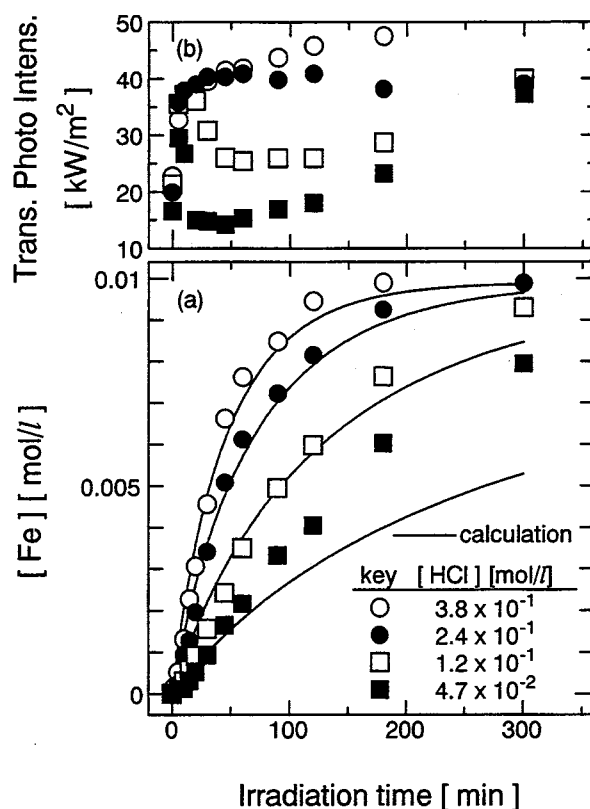 Trans. Photo Intens.
[ kW/m² ]
(b)
50
40
30
20
10
(a)
0.01
0.005
0
[ Fe ] [ mol/l ]
calculation
key [ HCl ] [mol/l]
3.8 x 10⁻¹
2.4 x 10⁻¹
1.2 x 10⁻¹
4.7 x 10⁻²
0 100 200 300
Irradiation time [ min ]